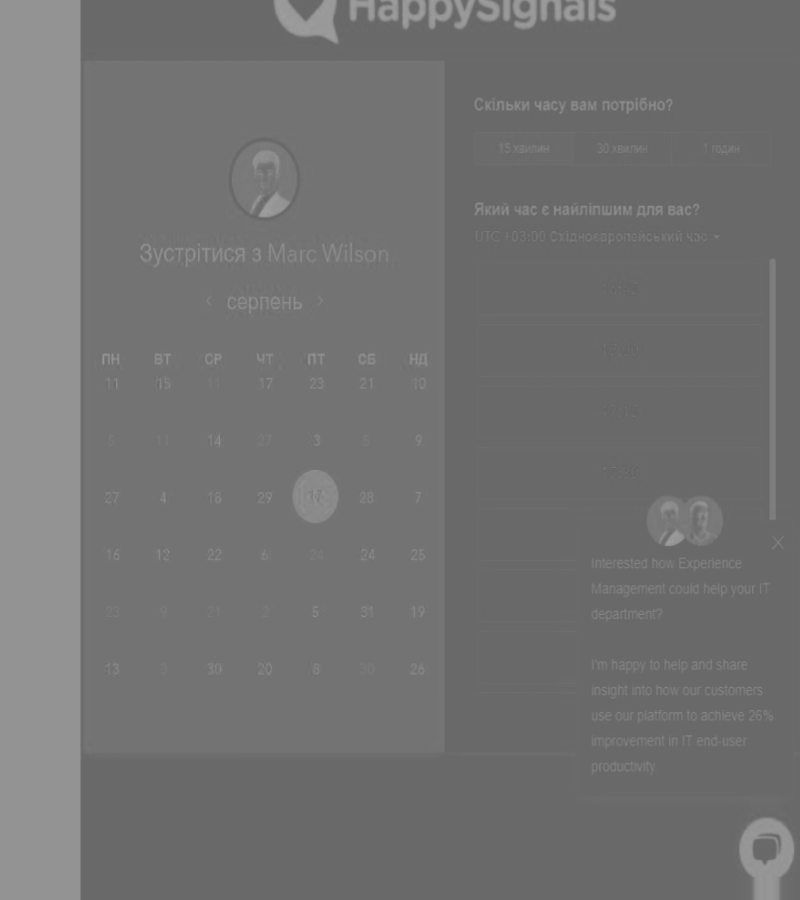 HappySignals
Скільки часу вам потрібно?
15 хвилин 30 хвилин 1 годин
Який час є найліпшим для вас?
UTC +03:00 Східноєвропейський час
Зустрітися з Marc Wilson
серпень
ПН ВТ СР ЧТ ПТ СБ НД
11 15 11 17 23 21 10
5 11 14 27 3 5 9
27 4 18 29 17 28 7
16 12 22 6 24 24 25
23 9 21 2 5 31 19
13 3 30 20 8 30 26
Interested how Experience
Management could help your IT
department?
I'm happy to help and share
insight into how our customers
use our platform to achieve 26%
improvement in IT end-user
productivity